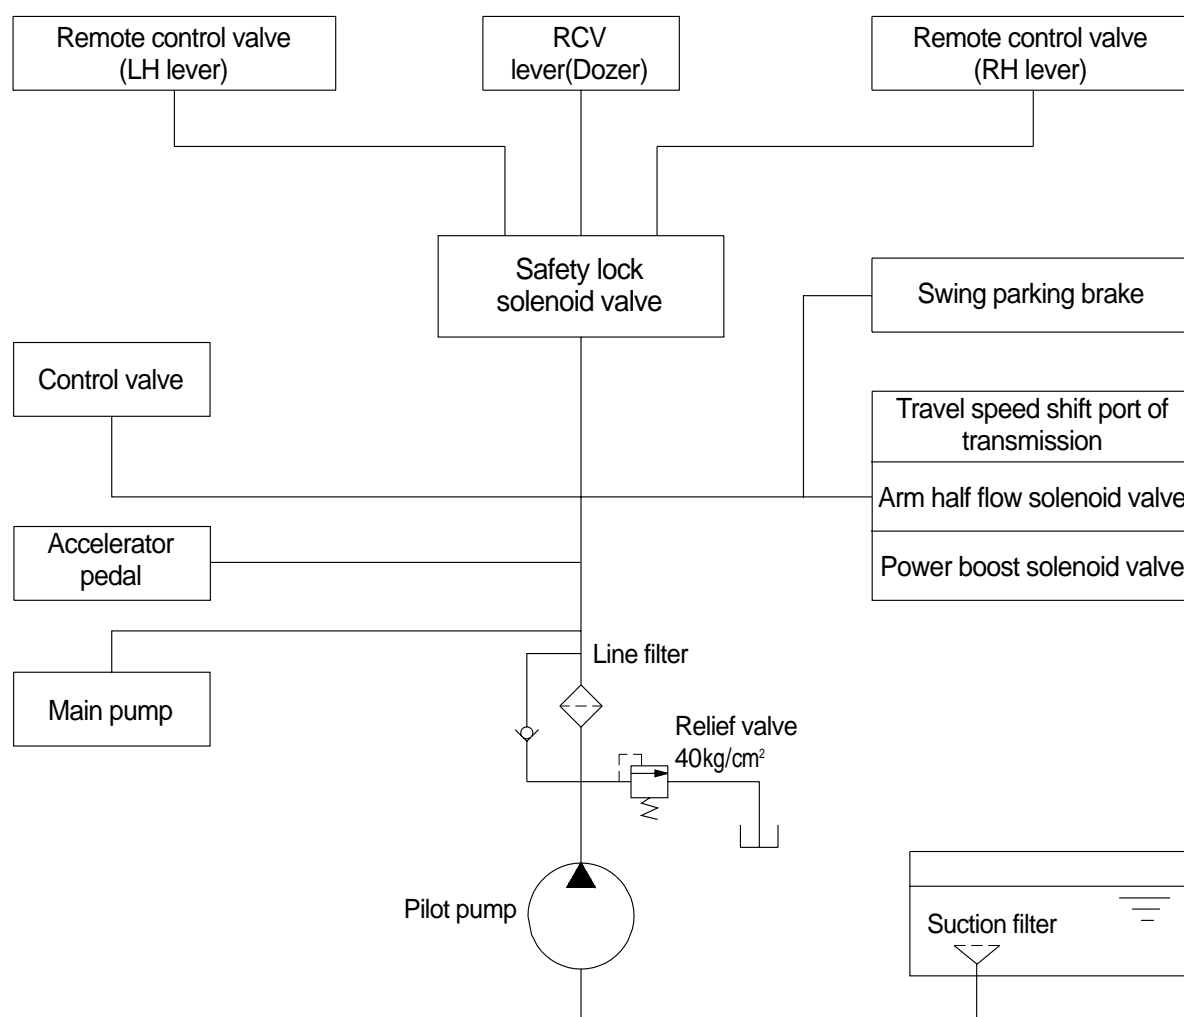 Remote control valve
(LH lever)
RCV
lever(Dozer)
Remote control valve
(RH lever)
Safety lock
solenoid valve
Swing parking brake
Control valve
Travel speed shift port of
transmission
Arm half flow solenoid valve
Accelerator
pedal
Power boost solenoid valve
Line filter
Main pump
Relief valve
40kg/cm²
Pilot pump
Suction filter